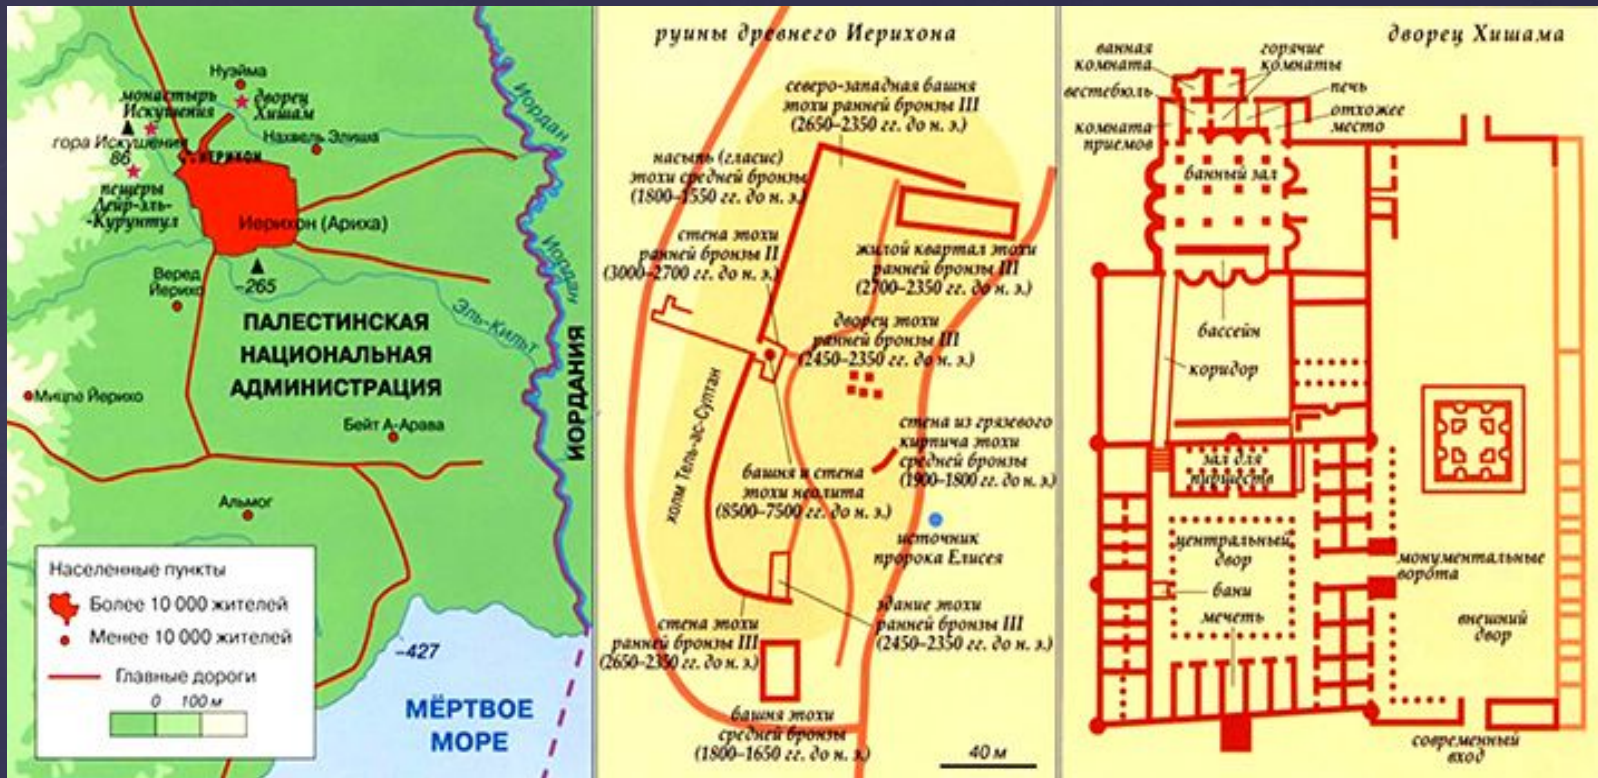 Нуэйма
монастырь
Искушения
дворец
Хишам
гора Искушения
86
Нахвель Элиша
ИЕРИХОН
пещеры
Дейр-эль-
-Курунтул
Иерихон (Ариха)
-265
Веред
Йерихо
ПАЛЕСТИНСКАЯ
НАЦИОНАЛЬНАЯ
АДМИНИСТРАЦИЯ
Мицпе Йерихо
Бейт А-Арава
Альмог
Иордан
Иордан
Эль-Кильт
ИОРДАНИЯ
-427
МЁРТВОЕ
МОРЕ
Населенные пункты
Более 10 000 жителей
Менее 10 000 жителей
Главные дороги
0 100 м
руины древнего Иерихона
северо-западная башня
эпохи ранней бронзы III
(2650–2350 гг. до н. э.)
насыпь (гласис)
эпохи средней бронзы
(1800–1550 гг. до н. э.)
стена эпохи
ранней бронзы II
(3000–2700 гг. до н. э.)
жилой квартал эпохи
ранней бронзы III
(2700–2350 гг. до н. э.)
дворец эпохи
ранней бронзы III
(2450–2350 гг. до н. э.)
холм Тель-ас-Султан
стена из грязевого
кирпича эпохи
средней бронзы
(1900–1800 гг. до н. э.)
башня и стена
эпохи неолита
(8500–7500 гг. до н. э.)
источник
пророка Елисея
стена эпохи
ранней бронзы III
(2650–2350 гг. до н. э.)
здание эпохи
ранней бронзы III
(2450–2350 гг. до н. э.)
башня эпохи
средней бронзы
(1800–1650 гг. до н. э.)
40 м
дворец Хишама
ванная
комната
горячие
комнаты
вестебюль
печь
отхожее
место
комната
приемов
ванный зал
бассейн
коридор
зал для
пиршеств
центральный
двор
бани
мечеть
монументальные
ворота
внешний
двор
современный
вход